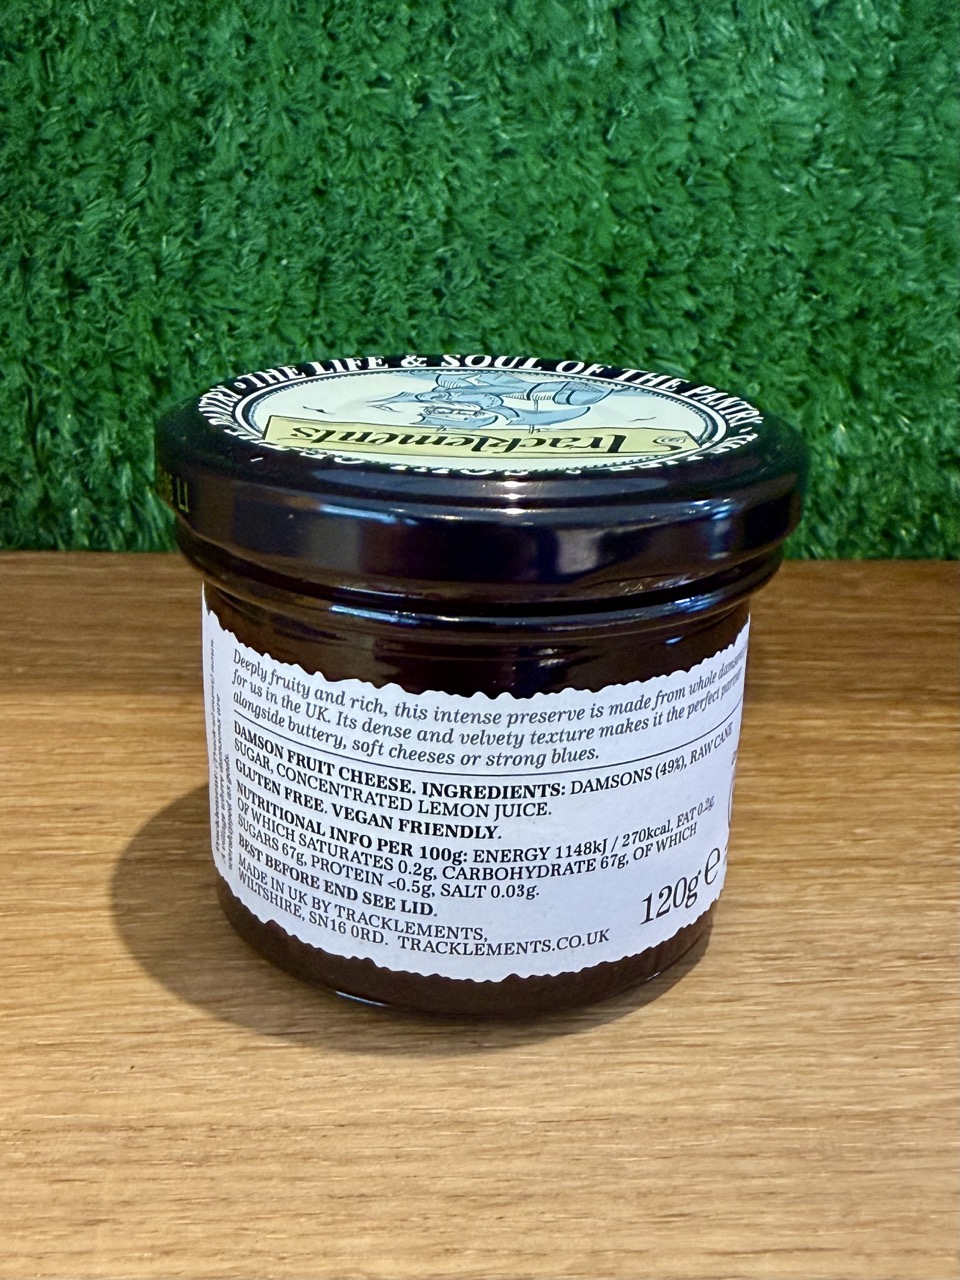 THE LIFE & SOUL OF THE PANTRY
Tracklements
Deeply fruity and rich, this intense preserve is made from whole damsons
for us in the UK. Its dense and velvety texture makes it the perfect partner
alongside buttery, soft cheeses or strong blues.
DAMSON FRUIT CHEESE. INGREDIENTS: DAMSONS (49%), RAW CANE
SUGAR, CONCENTRATED LEMON JUICE.
GLUTEN FREE. VEGAN FRIENDLY.
NUTRITIONAL INFO PER 100g: ENERGY 1148kJ / 270kcal, FAT 0.2g,
OF WHICH SATURATES 0.2g, CARBOHYDRATE 67g, OF WHICH
SUGARS 67g, PROTEIN <0.5g, SALT 0.03g.
BEST BEFORE END SEE LID.
MADE IN UK BY TRACKLEMENTS,
WILTSHIRE, SN16 0RD. TRACKLEMENTS.CO.UK
120g e